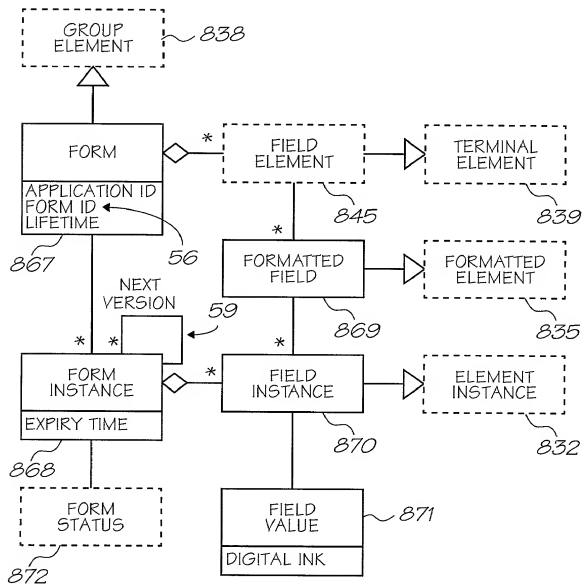 GROUP
ELEMENT
838
FORM
*
FIELD
ELEMENT
TERMINAL
ELEMENT
APPLICATION ID
FORM ID
LIFETIME
867
56
845
839
*
FORMATTED
FIELD
FORMATTED
ELEMENT
NEXT
VERSION
59
869
835
*
*
*
FORM
INSTANCE
*
FIELD
INSTANCE
ELEMENT
INSTANCE
EXPIRY TIME
868
870
832
FORM
STATUS
872
FIELD
VALUE
871
DIGITAL INK